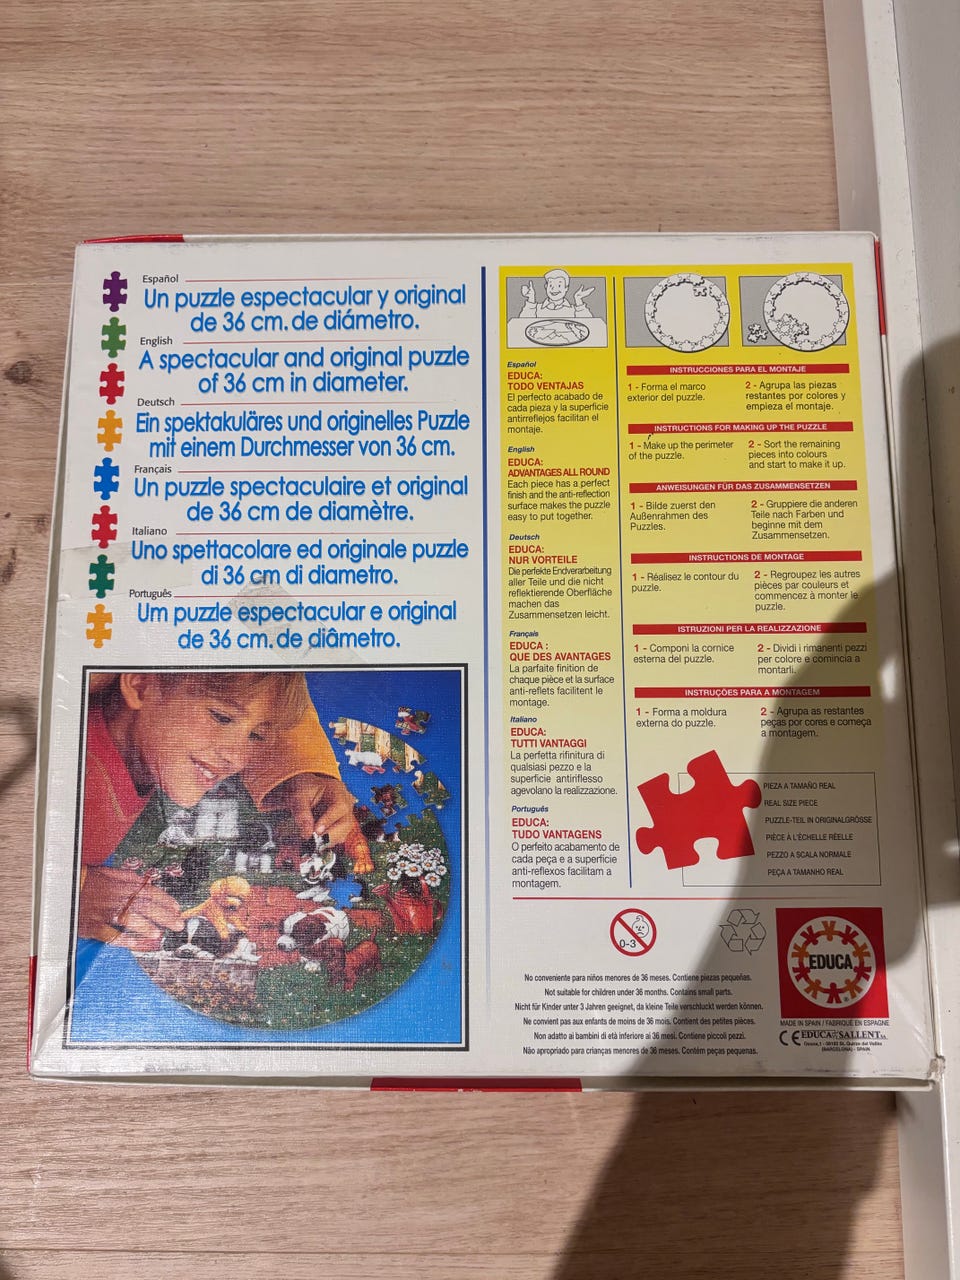 Español
Un puzzle espectacular y original
de 36 cm. de diámetro.
English
A spectacular and original puzzle
of 36 cm in diameter.
Deutsch
Ein spektakuläres und originelles Puzzle
mit einem Durchmesser von 36 cm.
Français
Un puzzle spectaculaire et original
de 36 cm de diamètre.
Italiano
Uno spettacolare ed originale puzzle
di 36 cm di diametro.
Português
Um puzzle espectacular e original
de 36 cm. de diâmetro.
Español
EDUCA:
TODO VENTAJAS
El perfecto acabado de
cada pieza y la superficie
antirreflejos facilitan el
montaje.
English
EDUCA:
ADVANTAGES ALL ROUND
Each piece has a perfect
finish and the anti-reflection
surface makes the puzzle
easy to put together.
Deutsch
EDUCA:
NUR VORTEILE
Die perfekte Endverarbeitung
aller Teile und die nicht
reflektierende Oberfläche
machen das
Zusammensetzen leicht.
Français
EDUCA :
QUE DES AVANTAGES
La parfaite finition de
chaque pièce et la surface
anti-reflets facilitent le
montage.
Italiano
EDUCA:
TUTTI VANTAGGI
La perfetta rifinitura di
qualsiasi pezzo e la
superficie antiriflesso
agevolano la realizzazione.
Português
EDUCA:
TUDO VANTAGENS
O perfeito acabamento de
cada peça e a superfície
anti-reflexos facilitam a
montagem.
INSTRUCCIONES PARA EL MONTAJE
1 - Forma el marco
exterior del puzzle.
2 - Agrupa las piezas
restantes por colores y
empieza el montaje.
INSTRUCTIONS FOR MAKING UP THE PUZZLE
1 - Make up the perimeter
of the puzzle.
2 - Sort the remaining
pieces into colours
and start to make it up.
ANWEISUNGEN FÜR DAS ZUSAMMENSETZEN
1 - Bilde zuerst den
Außenrahmen des
Puzzles.
2 - Gruppiere die anderen
Teile nach Farben und
beginne mit dem
Zusammensetzen.
INSTRUCTIONS DE MONTAGE
1 - Réalisez le contour du
puzzle.
2 - Regroupez les autres
pièces par couleurs et
commencez à monter le
puzzle.
ISTRUZIONI PER LA REALIZZAZIONE
1 - Componi la cornice
esterna del puzzle.
2 - Dividi i rimanenti pezzi
per colore e comincia a
montarli.
INSTRUÇÕES PARA A MONTAGEM
1 - Forma a moldura
externa do puzzle.
2 - Agrupa as restantes
peças por cores e começa
a montagem.
PIEZA A TAMAÑO REAL
REAL SIZE PIECE
PUZZLE-TEIL IN ORIGINALGRÖSSE
PIÈCE À L'ÉCHELLE RÉELLE
PEZZO A SCALA NORMALE
PEÇA A TAMANHO REAL
0-3
EDUCA
®
No conveniente para niños menores de 36 meses. Contiene piezas pequeñas.
Not suitable for children under 36 months. Contains small parts.
Nicht für Kinder unter 3 Jahren geeignet, da kleine Teile verschluckt werden können.
Ne convient pas aux enfants de moins de 36 mois. Contient des petites pièces.
Non adatto ai bambini di età inferiore ai 36 mesi. Contiene piccoli pezzi.
Não apropriado para crianças menores de 36 meses. Contém peças pequenas.
MADE IN SPAIN / FABRIQUÉ EN ESPAGNE
CE EDUCA SALLENT S.A.
Osona, 1 - 08192 St. Quirze del Vallès
(BARCELONA) - SPAIN